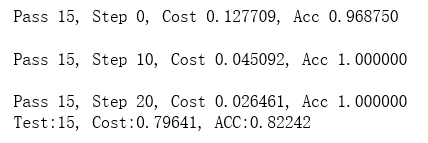 Pass 15, Step 0, Cost 0.127709, Acc 0.968750
Pass 15, Step 10, Cost 0.045092, Acc 1.000000
Pass 15, Step 20, Cost 0.026461, Acc 1.000000
Test:15, Cost:0.79641, ACC:0.82242